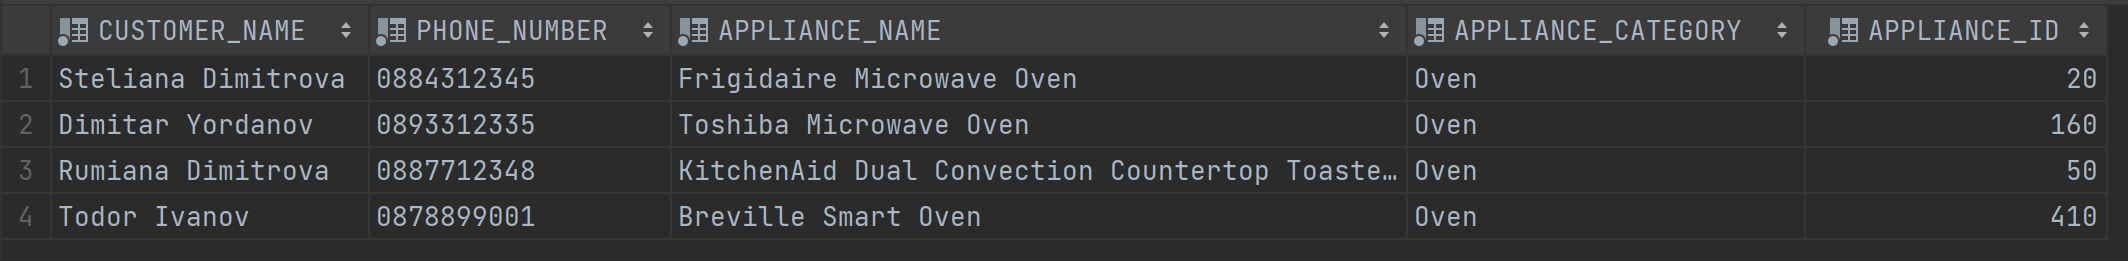 CUSTOMER_NAME PHONE_NUMBER APPLIANCE_NAME APPLIANCE_CATEGORY APPLIANCE_ID
1 Steliana Dimitrova 0884312345 Frigidaire Microwave Oven Oven 20
2 Dimitar Yordanov 0893312335 Toshiba Microwave Oven Oven 160
3 Rumiana Dimitrova 0887712348 KitchenAid Dual Convection Countertop Toaste… Oven 50
4 Todor Ivanov 0878899001 Breville Smart Oven Oven 410